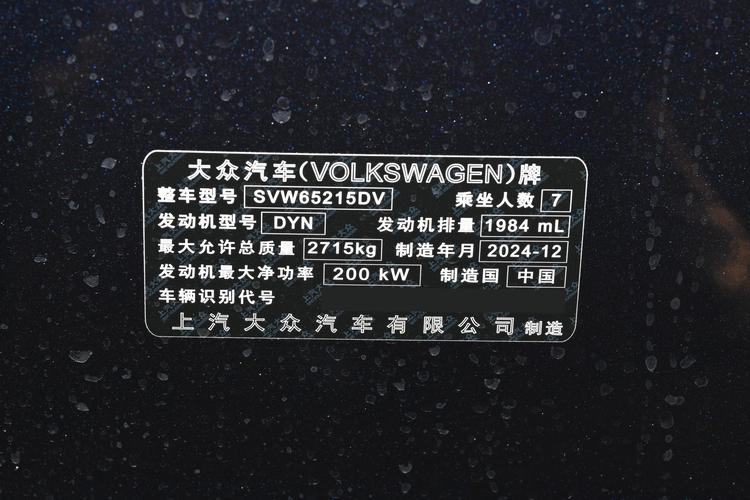 大众汽车(VOLKSWAGEN)牌
整车型号 SVW65215DV 乘坐人数 7
发动机型号 DYN 发动机排量 1984 mL
最大允许总质量 2715kg 制造年月 2024-12
发动机最大净功率 200 kW 制造国 中国
车辆识别代号
上汽大众汽车有限公司 制造